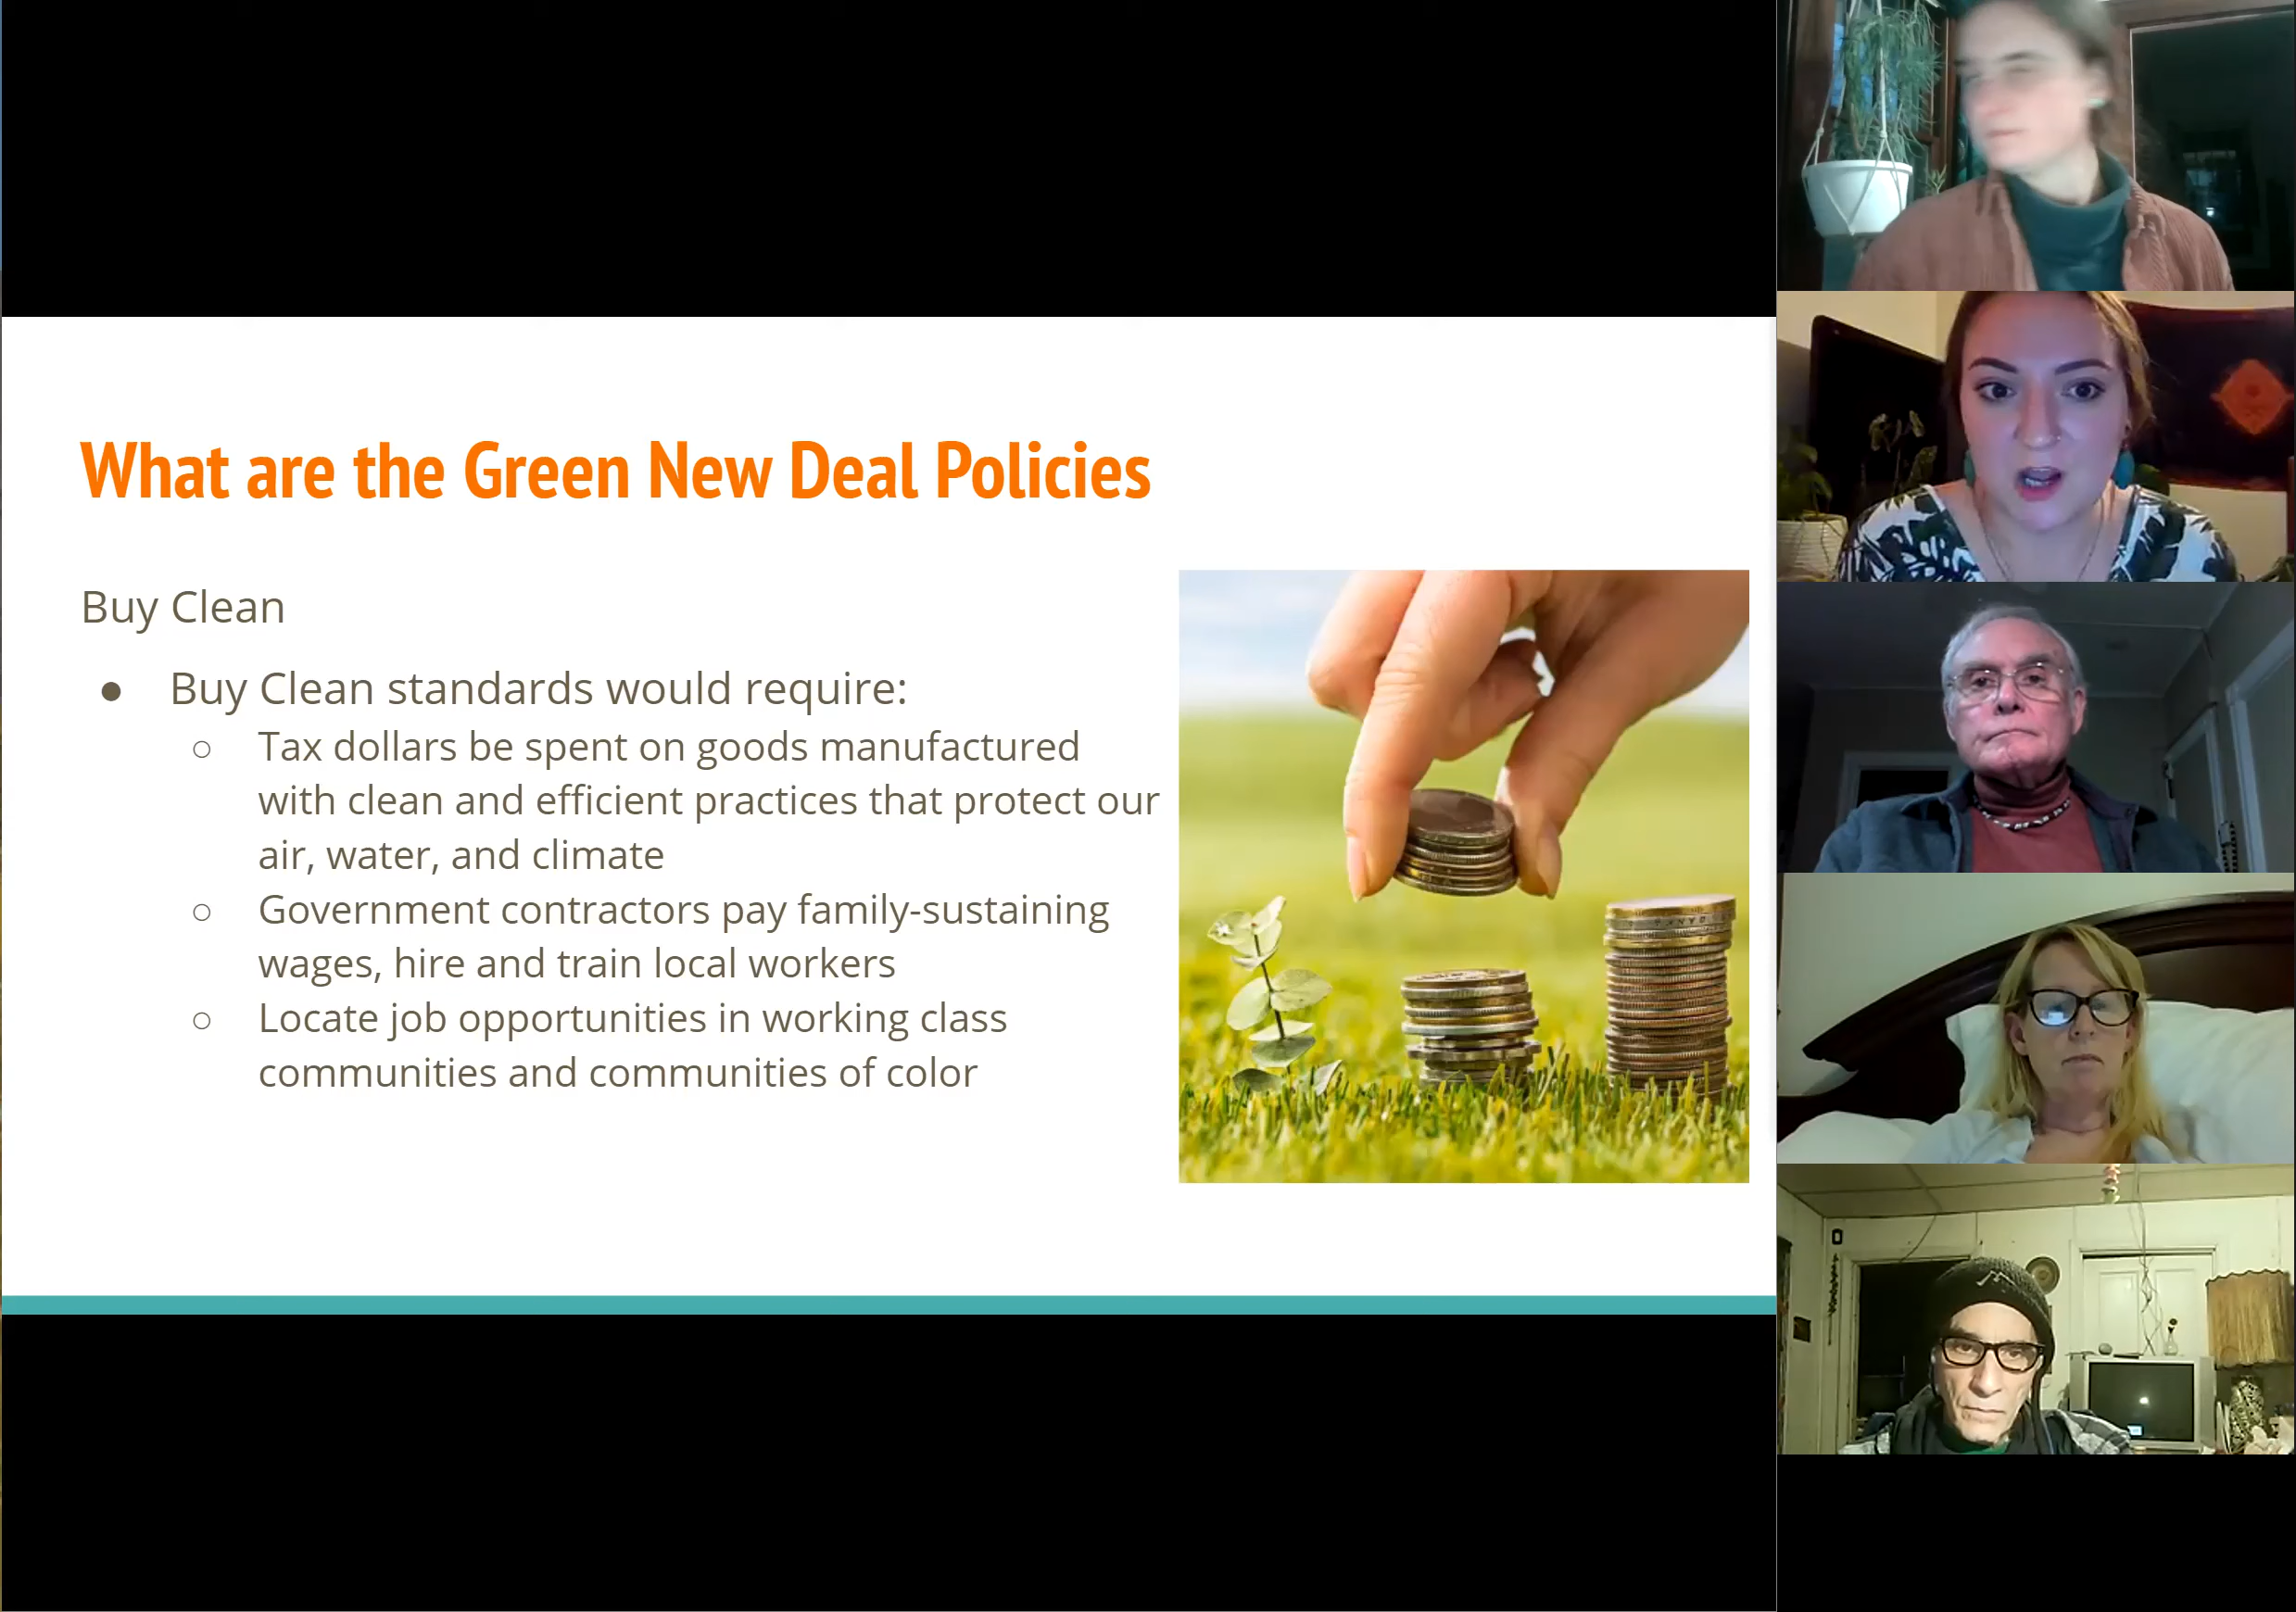 What are the Green New Deal Policies
Buy Clean
● Buy Clean standards would require:
○ Tax dollars be spent on goods manufactured
with clean and efficient practices that protect our
air, water, and climate
○ Government contractors pay family-sustaining
wages, hire and train local workers
○ Locate job opportunities in working class
communities and communities of color